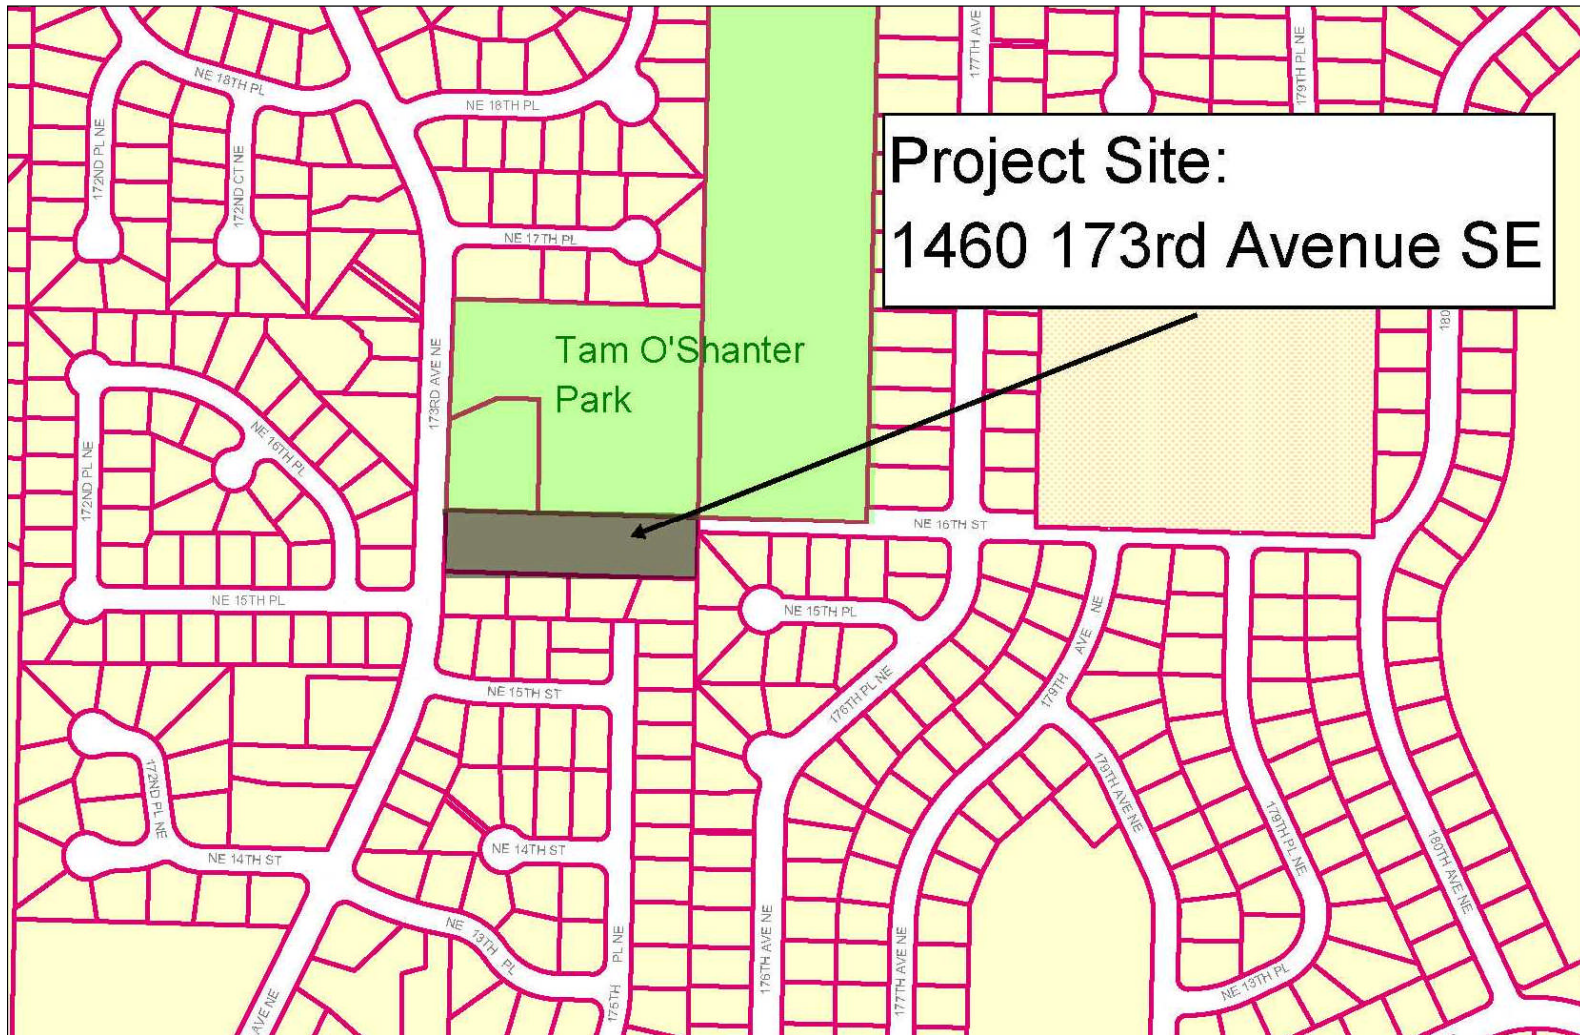 177TH AVE
179TH PL NE
NE 18TH PL
NE 18TH PL
172ND PL NE
172ND CT NE
Project Site:
1460 173rd Avenue SE
NE 17TH PL
180
173RD AVE NE
Tam O'Shanter
Park
NE 16TH PL
172ND PL NE
NE 16TH ST
NE 15TH PL
NE 15TH PL
179TH AVE NE
NE 15TH ST
176TH PL NE
172ND PL NE
179TH AVE NE
179TH PL NE
NE 14TH ST
NE 14TH ST
180TH AVE NE
NE 13TH PL
175TH PL NE
176TH AVE NE
177TH AVE NE
NE 13TH PL
AVE NE